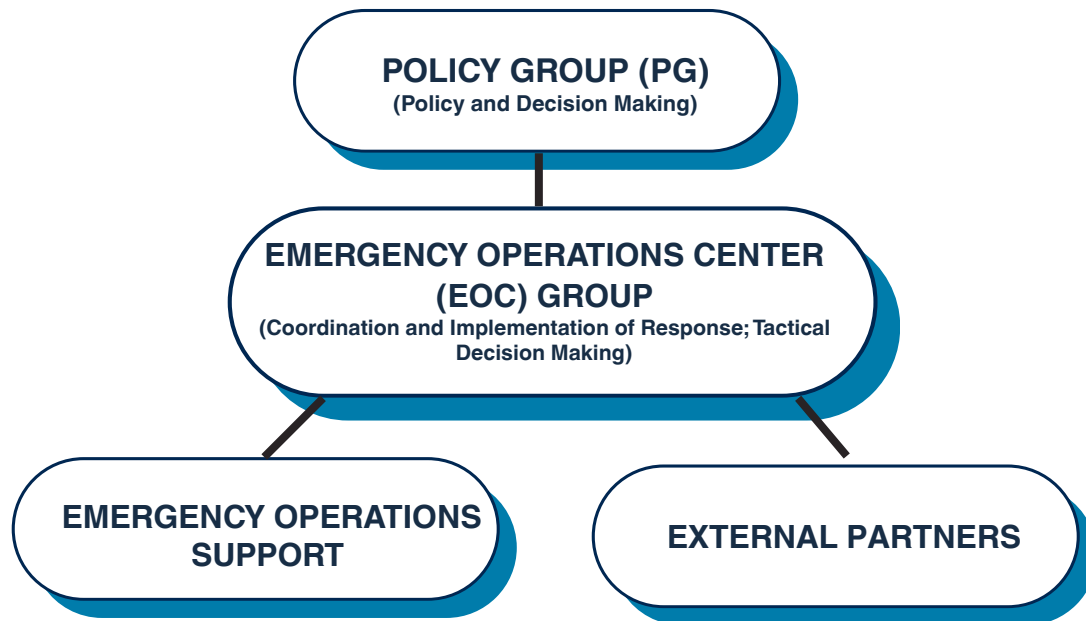 POLICY GROUP (PG)
(Policy and Decision Making)
EMERGENCY OPERATIONS CENTER
(EOC) GROUP
(Coordination and Implementation of Response; Tactical
Decision Making)
EMERGENCY OPERATIONS
SUPPORT
EXTERNAL PARTNERS